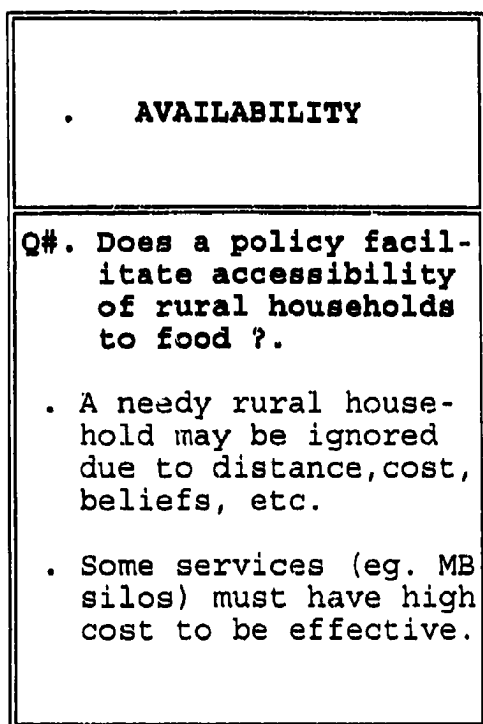 . AVAILABILITY
Q#. Does a policy facil-
itate accessibility
of rural households
to food ?.
. A needy rural house-
hold may be ignored
due to distance,cost,
beliefs, etc.
. Some services (eg. MB
silos) must have high
cost to be effective.